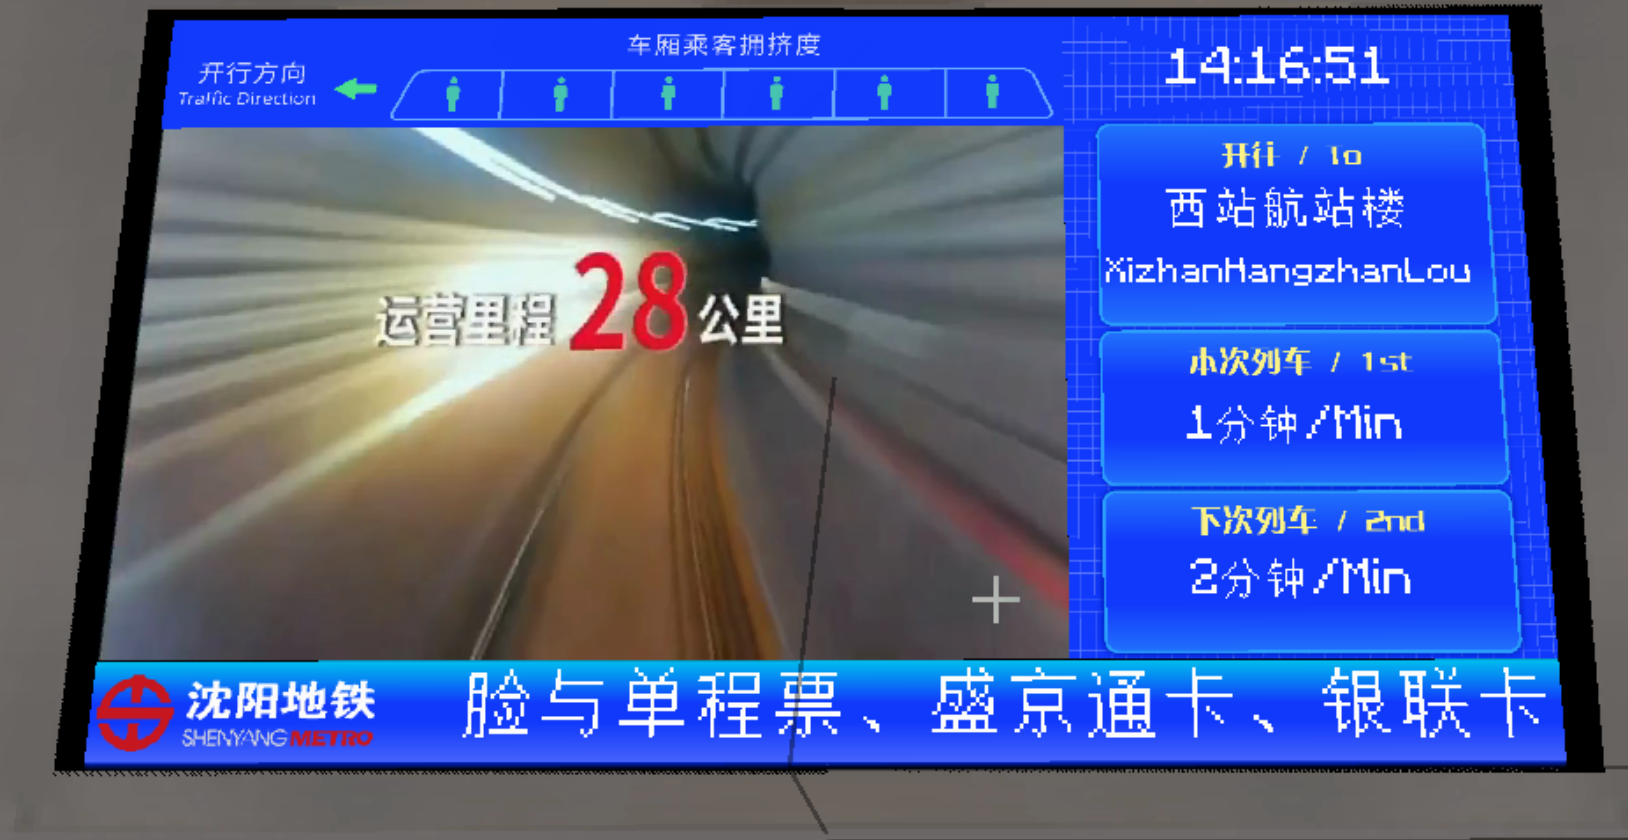 车厢乘客拥挤度
开行方向
Traffic Direction
14:16:51
开往 / To
西站航站楼
XizhanHangzhanLou
运营里程28公里
本次列车 / 1st
1分钟/Min
下次列车 / 2nd
2分钟/Min
沈阳地铁
SHENYANG METRO
脸与单程票、盛京通卡、银联卡